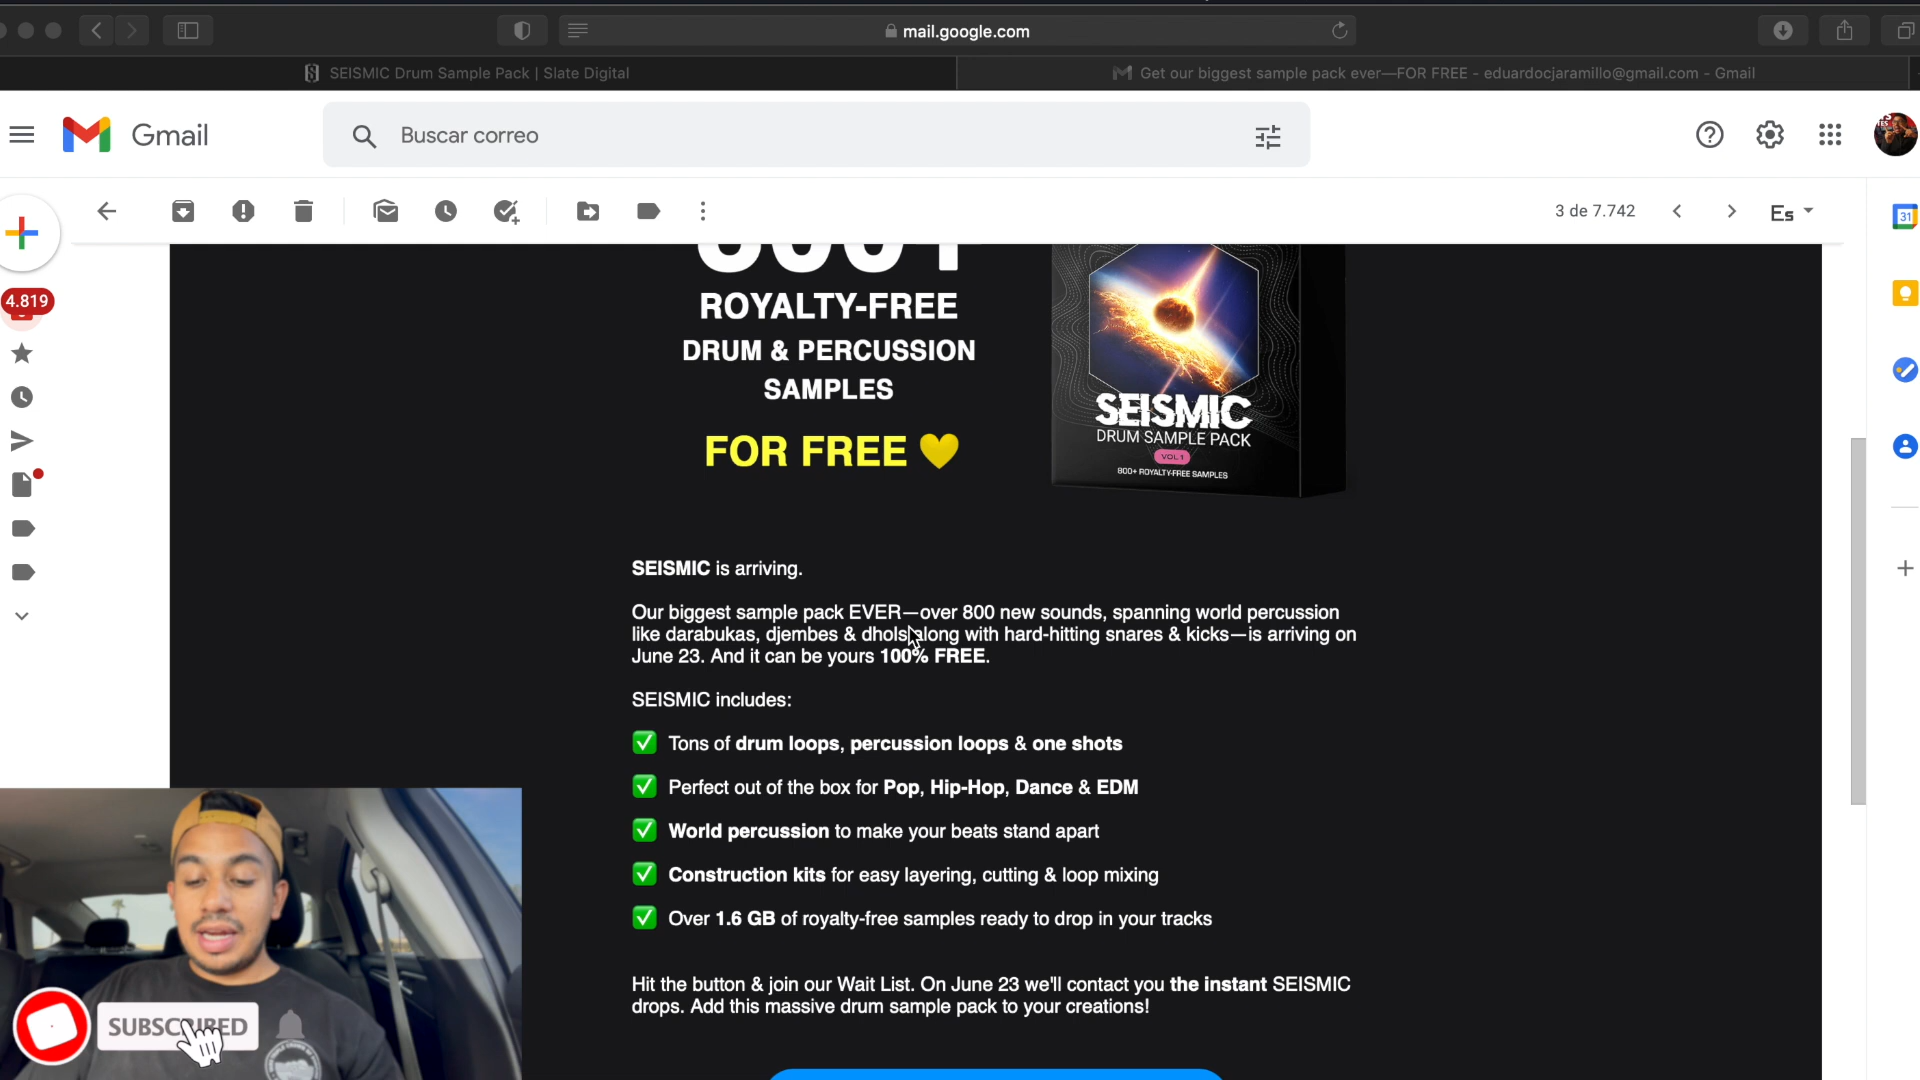 mail.google.com
SEISMIC Drum Sample Pack | Slate Digital
Get our biggest sample pack ever—FOR FREE - eduardocjaramillo@gmail.com - Gmail
Gmail
Buscar correo
3 de 7.742
Es
31
4.819
ROYALTY-FREE
DRUM & PERCUSSION
SAMPLES
FOR FREE 💛
SEISMIC
DRUM SAMPLE PACK
VOL.1
800+ ROYALTY-FREE SAMPLES
SEISMIC is arriving.
Our biggest sample pack EVER—over 800 new sounds, spanning world percussion
like darabukas, djembes & dhols along with hard-hitting snares & kicks—is arriving on
June 23. And it can be yours 100% FREE.
SEISMIC includes:
✅ Tons of drum loops, percussion loops & one shots
✅ Perfect out of the box for Pop, Hip-Hop, Dance & EDM
✅ World percussion to make your beats stand apart
✅ Construction kits for easy layering, cutting & loop mixing
✅ Over 1.6 GB of royalty-free samples ready to drop in your tracks
Hit the button & join our Wait List. On June 23 we'll contact you the instant SEISMIC
drops. Add this massive drum sample pack to your creations!
SUBSCRIBED